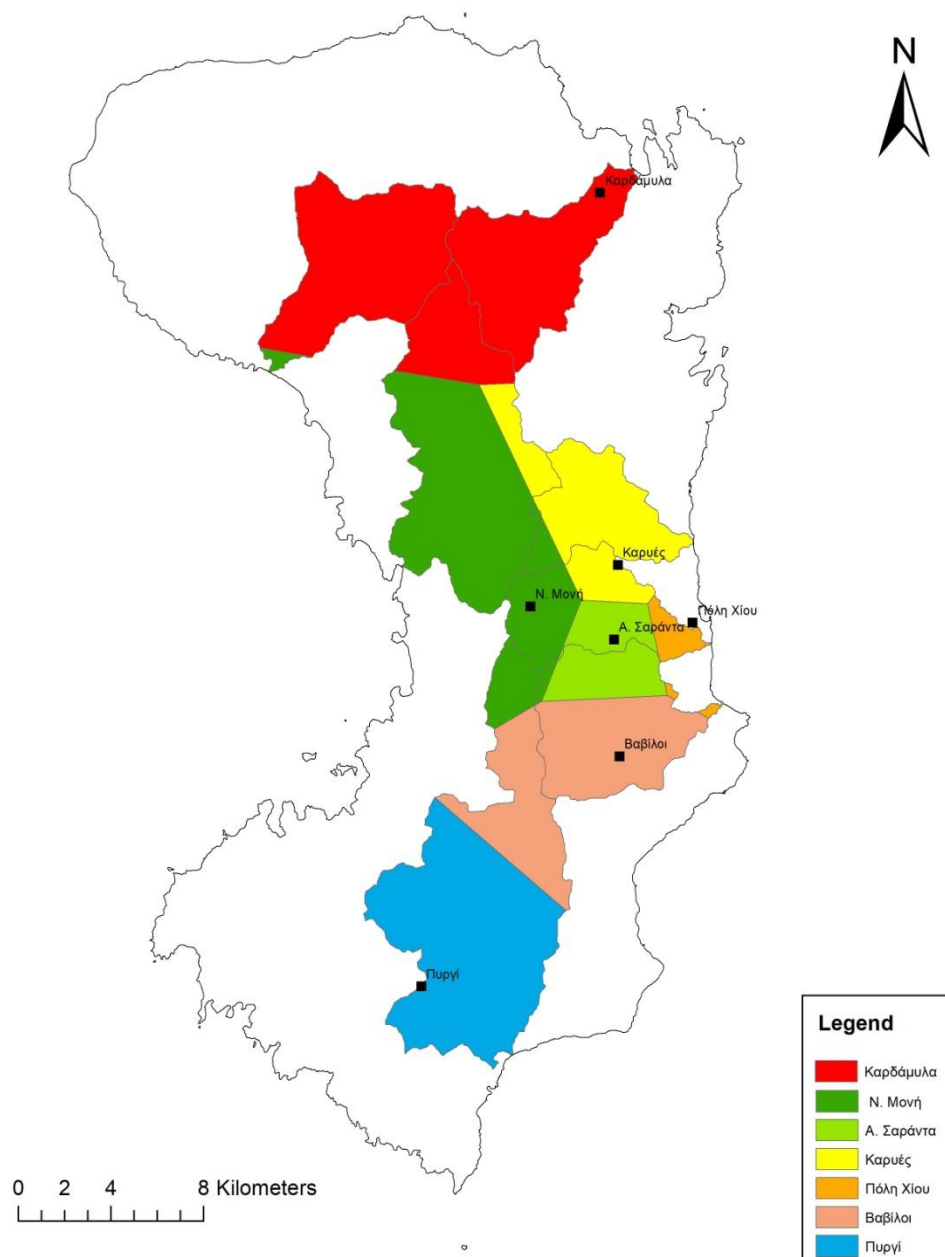 N
Καρδάμυλα
Καρυές
Ν. Μονή
Πόλη Χίου
Α. Σαράντα
Βαβίλοι
Πυργί
Legend
Καρδάμυλα
Ν. Μονή
Α. Σαράντα
Καρυές
Πόλη Χίου
Βαβίλοι
Πυργί
0 2 4 8 Kilometers